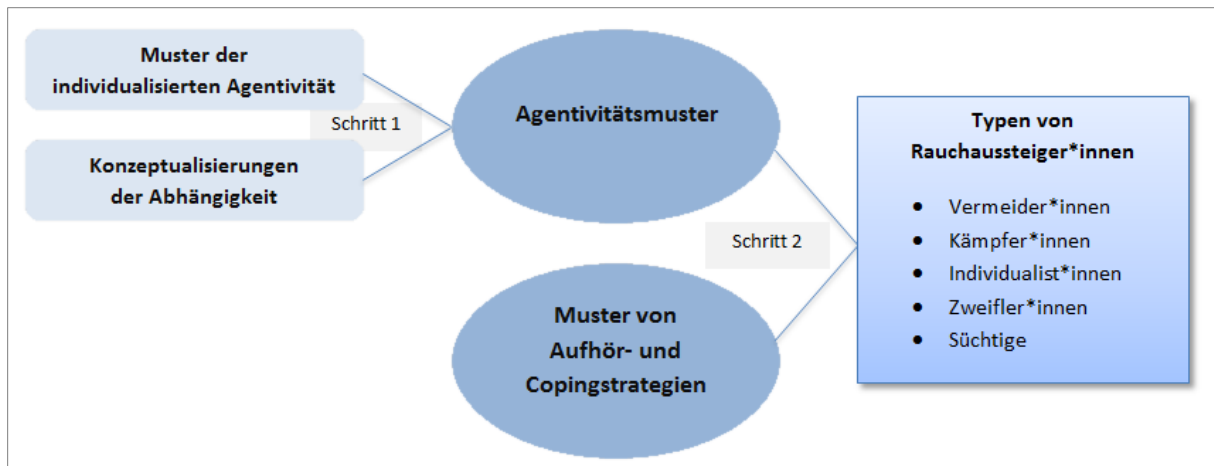 Muster der
individualisierten Agentivität
Schritt 1
Konzeptualisierungen
der Abhängigkeit
Agentivitätsmuster
Schritt 2
Muster von
Aufhör- und
Copingstrategien
Typen von
Rauchaussteiger*innen
• Vermeider*innen
• Kämpfer*innen
• Individualist*innen
• Zweifler*innen
• Süchtige